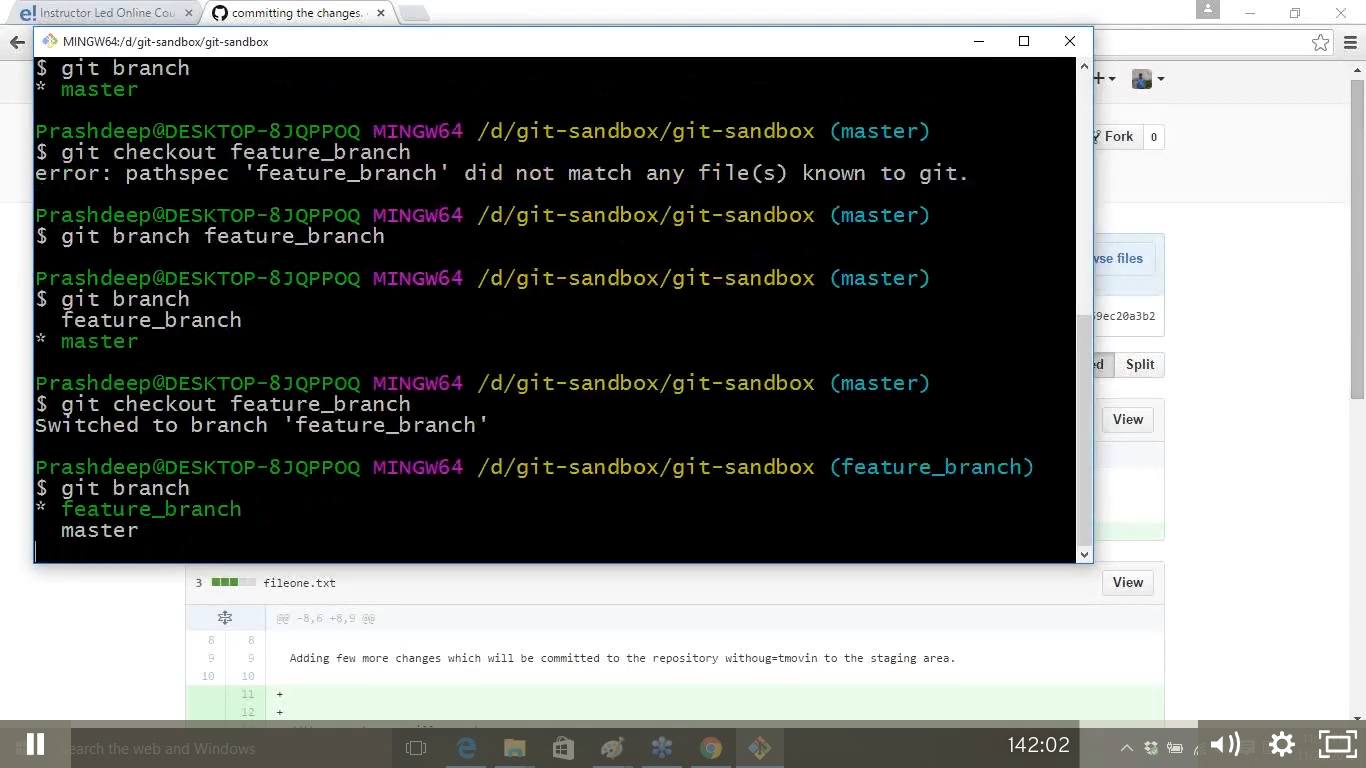 Instructor Led Online Cou
committing the changes.
MINGW64:/d/git-sandbox/git-sandbox
$ git branch
* master
Prashdeep@DESKTOP-8JQPPOQ MINGW64 /d/git-sandbox/git-sandbox (master)
$ git checkout feature_branch
error: pathspec 'feature_branch' did not match any file(s) known to git.
Prashdeep@DESKTOP-8JQPPOQ MINGW64 /d/git-sandbox/git-sandbox (master)
$ git branch feature_branch
Prashdeep@DESKTOP-8JQPPOQ MINGW64 /d/git-sandbox/git-sandbox (master)
$ git branch
feature_branch
* master
Prashdeep@DESKTOP-8JQPPOQ MINGW64 /d/git-sandbox/git-sandbox (master)
$ git checkout feature_branch
Switched to branch 'feature_branch'
Prashdeep@DESKTOP-8JQPPOQ MINGW64 /d/git-sandbox/git-sandbox (feature_branch)
$ git branch
* feature_branch
master
Fork 0
wse files
59ec20a3b2
ed Split
View
3 fileone.txt View
@@ -8,6 +8,9 @@
8 8
9 9 Adding few more changes which will be committed to the repository withoug=tmovin to the staging area.
10 10
11 +
12 +
earch the web and Windows
142:02